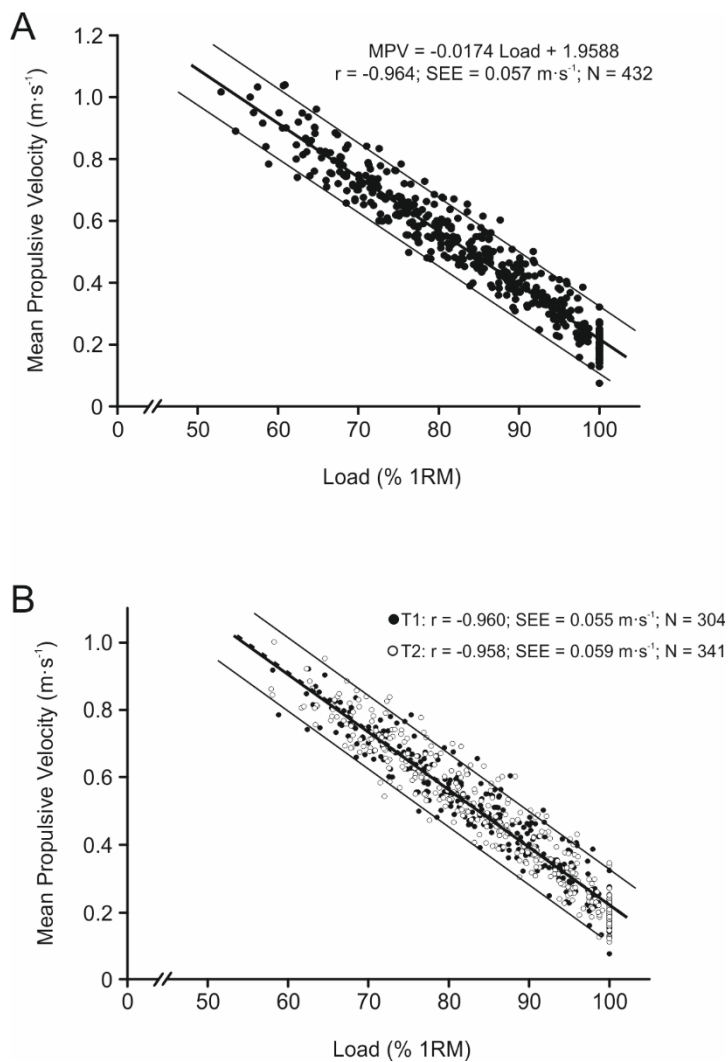 A
MPV = -0.0174 Load + 1.9588
r = -0.964; SEE = 0.057 m·s⁻¹; N = 432
Mean Propulsive Velocity (m·s⁻¹)
1.2
1.0
0.8
0.6
0.4
0.2
0
0 50 60 70 80 90 100
Load (% 1RM)
B
T1: r = -0.960; SEE = 0.055 m·s⁻¹; N = 304
T2: r = -0.958; SEE = 0.059 m·s⁻¹; N = 341
Mean Propulsive Velocity (m·s⁻¹)
1.0
0.8
0.6
0.4
0.2
0
0 50 60 70 80 90 100
Load (% 1RM)